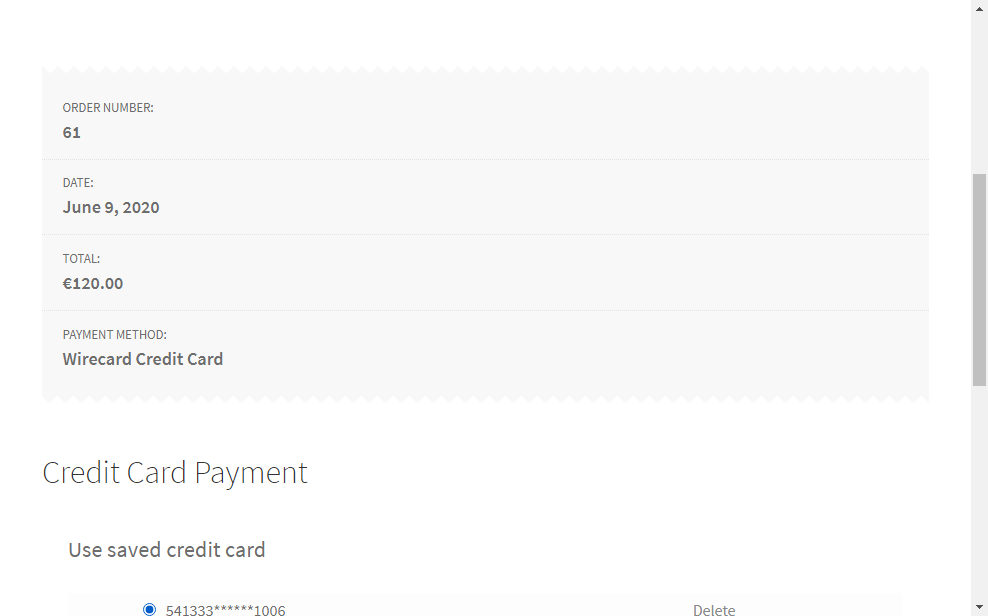 ORDER NUMBER:
61
DATE:
June 9, 2020
TOTAL:
€120.00
PAYMENT METHOD:
Wirecard Credit Card
Credit Card Payment
Use saved credit card
541333******1006 Delete